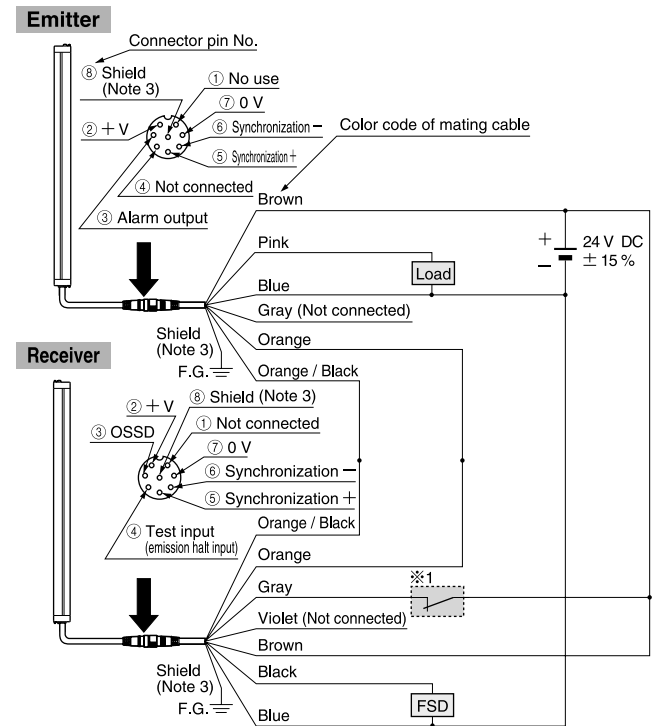 Emitter
Connector pin No.
⑧ Shield
(Note 3)
① No use
⑦ 0 V
② + V
⑥ Synchronization −
⑤ Synchronization +
④ Not connected
③ Alarm output
Color code of mating cable
Brown
Pink
Load
Blue
Gray (Not connected)
Orange
Orange / Black
Shield
(Note 3)
F.G.
+
−
24 V DC
± 15 %
Receiver
② + V
⑧ Shield (Note 3)
③ OSSD
① Not connected
⑦ 0 V
⑥ Synchronization −
⑤ Synchronization +
④ Test input
(emission halt input)
Orange / Black
Orange
Gray
※1
Violet (Not connected)
Brown
Black
FSD
Blue
Shield
(Note 3)
F.G.